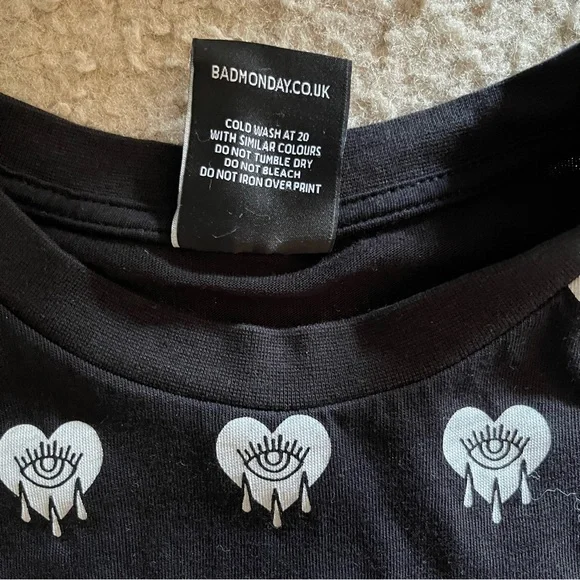 BADMONDAY.CO.UK
COLD WASH AT 20
WITH SIMILAR COLOURS
DO NOT TUMBLE DRY
DO NOT BLEACH
DO NOT IRON OVER PRINT